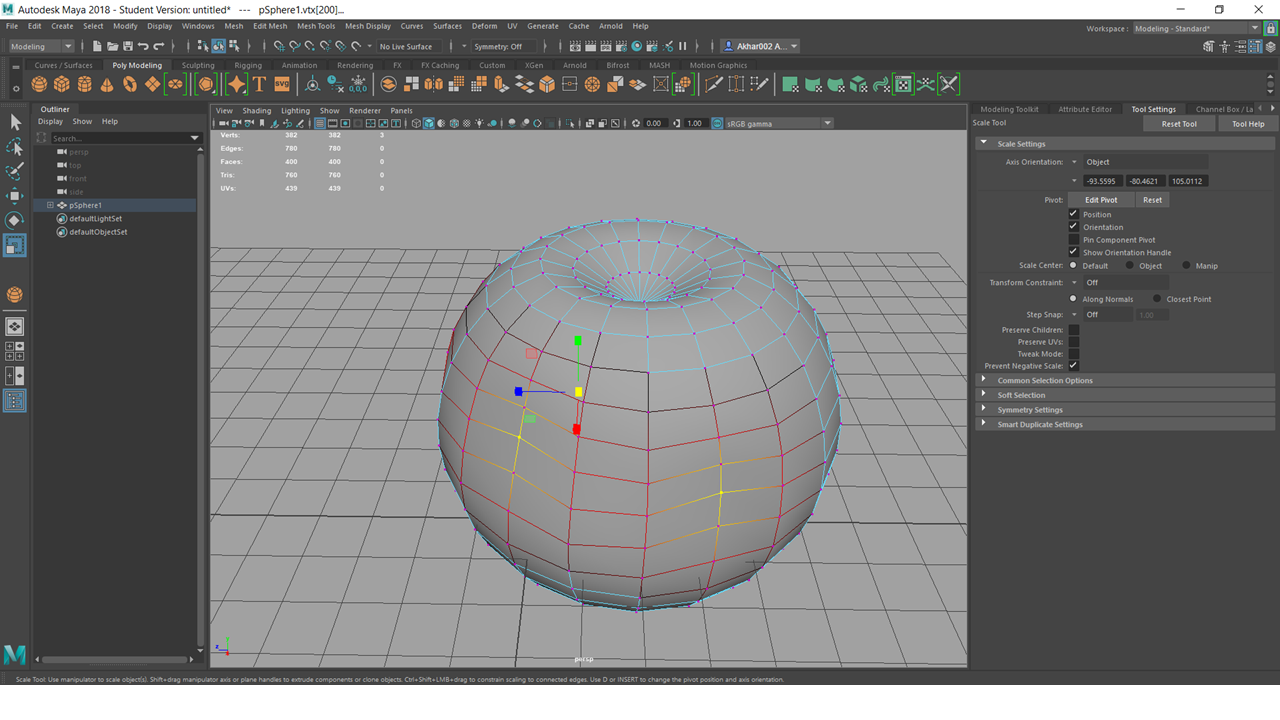 Autodesk Maya 2018 - Student Version: untitled* --- pSphere1.vtx[200]...
File Edit Create Select Modify Display Windows Mesh Edit Mesh Mesh Tools Mesh Display Curves Surfaces Deform UV Generate Cache Arnold Help
Workspace : Modeling - Standard*
Modeling No Live Surface Symmetry: Off Akhar002 A...
Curves / Surfaces Poly Modeling Sculpting Rigging Animation Rendering FX FX Caching Custom XGen Arnold Bifrost MASH Motion Graphics
T SVG 0,0,0
Outliner
Display Show Help
Search...
persp
top
front
side
pSphere1
defaultLightSet
defaultObjectSet
View Shading Lighting Show Renderer Panels
0.00 1.00 sRGB gamma
Verts: 382 382 3
Edges: 780 780 0
Faces: 400 400 0
Tris: 760 760 0
UVs: 439 439 0
z
persp
Modeling Toolkit Attribute Editor Tool Settings Channel Box / La
Scale Tool Reset Tool Tool Help
Scale Settings
Axis Orientation: Object
-93.5595 -80.4621 105.0112
Pivot: Edit Pivot Reset
Position
Orientation
Pin Component Pivot
Show Orientation Handle
Scale Center: Default Object Manip
Transform Constraint: Off
Along Normals Closest Point
Step Snap: Off 1.00
Preserve Children:
Preserve UVs:
Tweak Mode:
Prevent Negative Scale:
Common Selection Options
Soft Selection
Symmetry Settings
Smart Duplicate Settings
M
Scale Tool: Use manipulator to scale object(s). Shift+drag manipulator axis or plane handles to extrude components or clone objects. Ctrl+Shift+LMB+drag to constrain scaling to connected edges. Use D or INSERT to change the pivot position and axis orientation.